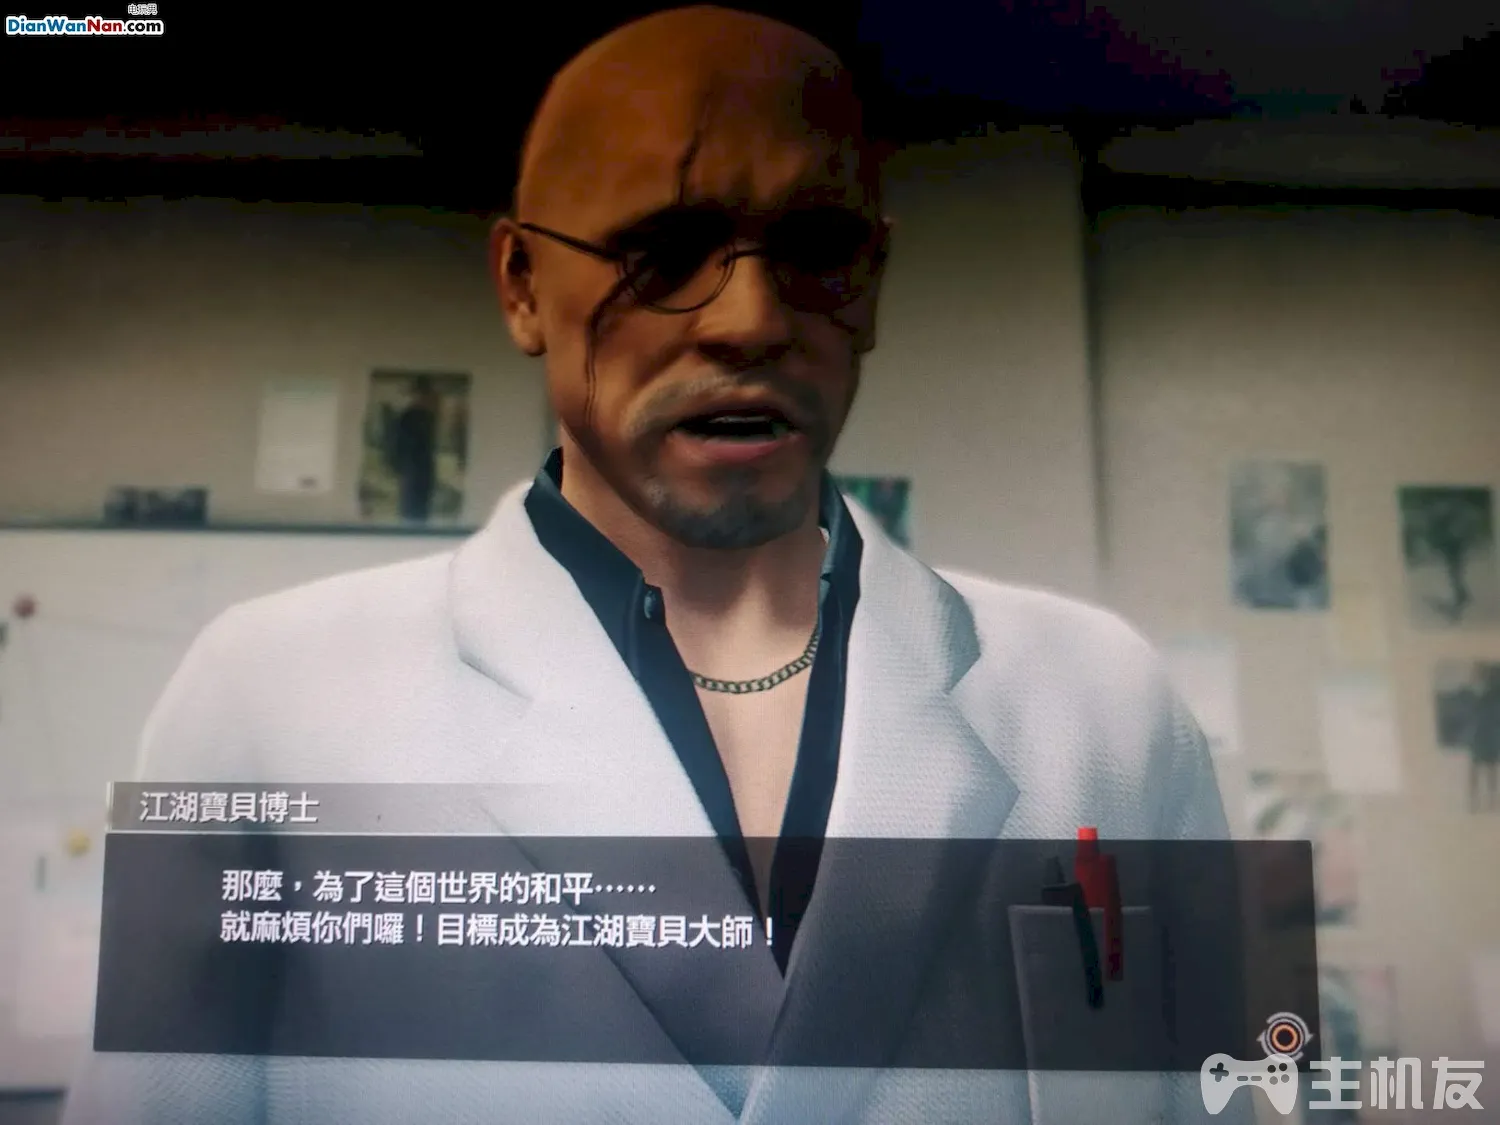 电玩男
DianWanNan.com
江湖寶貝博士
那麼，為了這個世界的和平……
就麻煩你們囉！目標成為江湖寶貝大師！
主机友